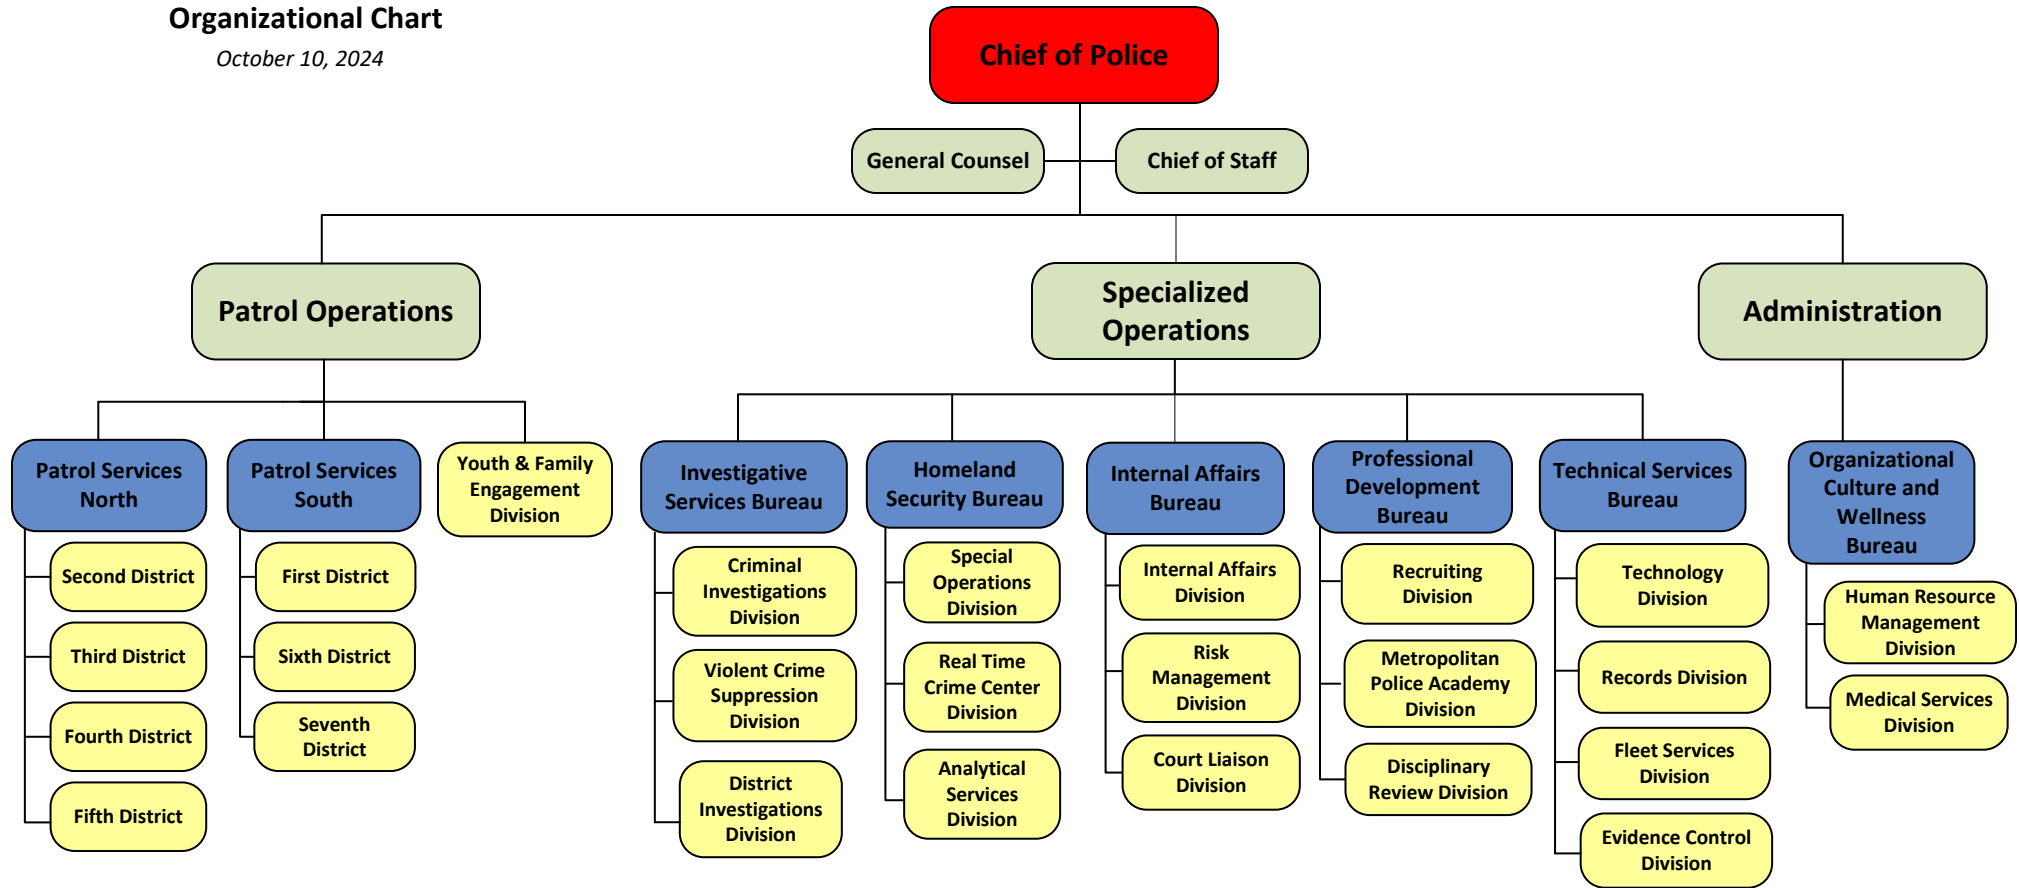 Organizational Chart
October 10, 2024
Chief of Police
General Counsel
Chief of Staff
Patrol Operations
Specialized
Operations
Administration
Patrol Services
North
Patrol Services
South
Youth & Family
Engagement
Division
Investigative
Services Bureau
Homeland
Security Bureau
Internal Affairs
Bureau
Professional
Development
Bureau
Technical Services
Bureau
Organizational
Culture and
Wellness
Bureau
Second District
Third District
Fourth District
Fifth District
First District
Sixth District
Seventh
District
Criminal
Investigations
Division
Violent Crime
Suppression
Division
District
Investigations
Division
Special
Operations
Division
Real Time
Crime Center
Division
Analytical
Services
Division
Internal Affairs
Division
Risk
Management
Division
Court Liaison
Division
Recruiting
Division
Metropolitan
Police Academy
Division
Disciplinary
Review Division
Technology
Division
Records Division
Fleet Services
Division
Evidence Control
Division
Human Resource
Management
Division
Medical Services
Division